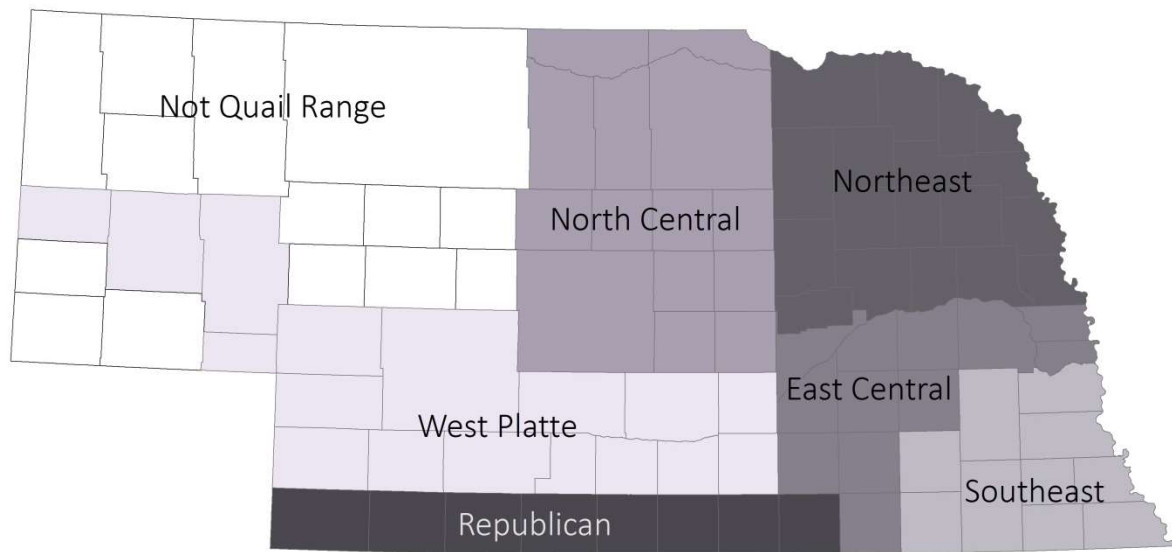 Not Quail Range
Northeast
North Central
East Central
West Platte
Southeast
Republican